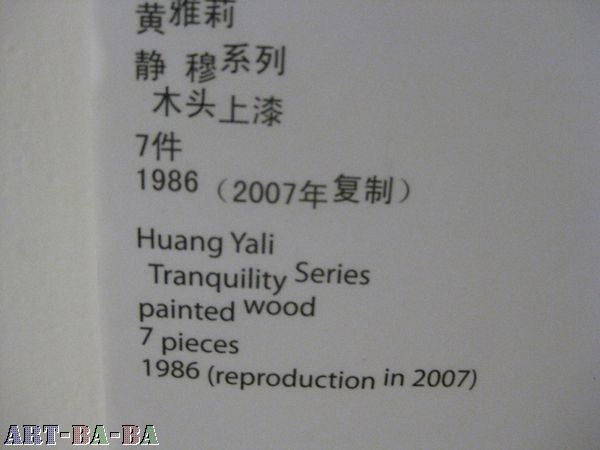 黄雅莉
静 穆系列
木头上漆
7件
1986（2007年复制）
Huang Yali
Tranquility Series
painted wood
7 pieces
1986 (reproduction in 2007)
ART-BA-BA